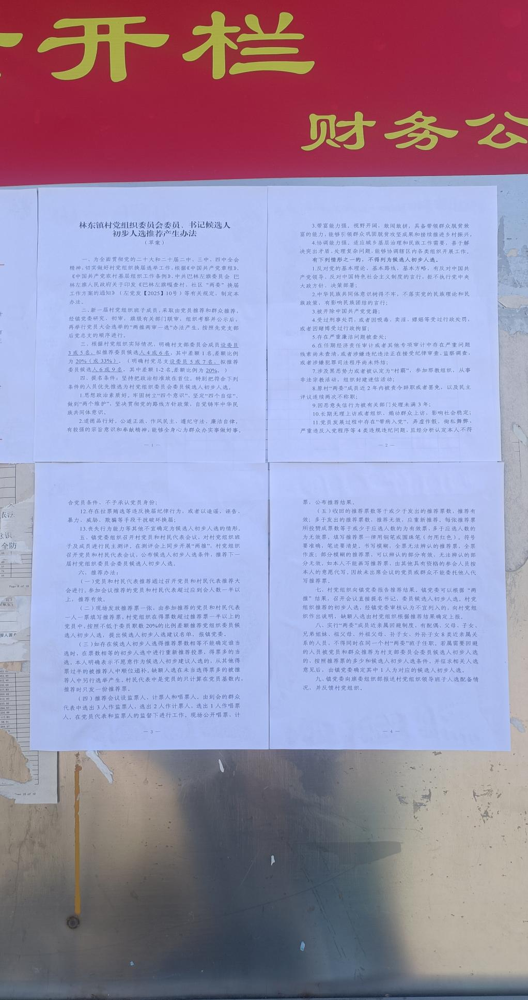 开栏
财务公
林东镇村党组织委员会委员、书记候选人
初步人选推荐产生办法
（草案）
一、为全面贯彻党的二十大和二十届二中、三中、四中全会
精神,切实做好村党组织换届选举工作,根据《中国共产党章程》、
《中国共产党农村基层组织工作条例》、中共巴林左旗委员会 巴
林左旗人民政府关于印发《巴林左旗嘎查村、社区“两委”换届
工作方案的通知》（左党发【2025】10号）等有关规定，制定本
办法。
二、新一届村党组织班子成员,采取由党员推荐和群众推荐，
经镇党委研究、初审，旗级有关部门联审，组织考察并公示后，
再举行党员大会选举的“两推两审一选”办法产生。按照先党支部
后党总支的顺序进行。
三、根据村党组织实际情况，明确村支部委员会成员设委员
3 或 5 名，拟推荐委员候选人 4 或 6 名，其中差额 1 名,差额比例
为 20%（或 33%）。（明确村党总支设委员 5 或 7 名，拟推荐
委员候选人 6 或 9 名，其中差额 1-2 名,差额比例为 20%。）
四、提名条件：坚持把政治标准放在首位。特别把符合下列
条件的人员优先推选为村党组织委员会委员候选人初步人选。
1.思想政治素质好。牢固树立“四个意识”、坚定“四个自信”、
做到“两个维护”，坚决贯彻党的路线方针政策，自觉铸牢中华民
族共同体意识。
2.道德品行好。公道正派、作风民主、遵纪守法、廉洁自律，
有较强的宗旨意识和奉献精神，能够全身心为群众办实事做好事。
— 1 —
3.带富能力强。视野开阔，敢闯敢拼，具备带领群众脱贫致
富的能力,能够引领群众巩固脱贫攻坚成果和接续推进乡村振兴。
4.协调能力强。适应城乡基层治理和民族工作需要，善于解
决突出矛盾、处理复杂问题,能够协调辖区内各类组织开展工作。
有下列情形之一的，不得列为候选人初步人选。
1.反对党的基本理论，基本路线，基本方略，有反对中国共
产党领导、反对中国特色社会主义制度的言行，拒不执行党中央
大政方针、决策部署；
2.中华民族共同体意识树得不牢，不落实党的民族理论和民
族政策，有影响民族团结的言行；
3.被开除中国共产党党籍；
4.受过刑事处罚，或者因吸毒、卖淫、嫖娼等受过行政处罚，
或者因赌博受过行政拘留；
5.存在严重廉洁问题被查处；
6.在任期经济责任审计或者其他专项审计中存在严重问题
线索尚未查清，或者涉嫌违纪违法正在接受纪律审查、监察调查，
或者涉嫌犯罪司法程序尚未终结；
7.涉及黑恶势力或者被认定为“村霸”，参加邪教组织，从事
非法宗教活动，组织封建迷信活动；
8.原村“两委”成员近 2 年内被责令辞职或者罢免，以及民主
评议连续两次不称职；
9.因恶意失信行为被有关部门处理未满 3 年；
10.长期无理上访或者组织、煽动群众上访，影响社会稳定；
11.党员发展过程中存在“带病入党”、弄虚作假、徇私舞弊、
严重违反入党程序等 4 类违规违纪问题，且经分析认定本人不符
— 2 —
合党员条件、不予承认党员身份；
12.存在拉票贿选等违反换届纪律行为，或者以造谣、诬告、
暴力、威胁、欺骗等手段干扰破坏换届；
13.丧失行为能力等其他不宜确定为候选人初步人选的情形。
五、镇党委组织召开村党员和村民代表会议，对村党组织班
子及成员进行民主测评。在测评会上同步开展“两推”，村党组织
召开党员和村民代表会议，公布候选人初步人选条件，推荐下一
届村党组织委员会委员候选人初步人选。
六、推荐办法：
（一）党员和村民代表推荐通过召开党员和村民代表推荐大
会进行。参加会议推荐的党员和村民代表超过应到会人数一半以
上，推荐有效。
（二）现场发放推荐票一张，由参加推荐的党员和村民代表
一人一票填写推荐票,村党组织在得票数超过推荐票一半以上的
党员中，按照不低于委员职数 20%的比例差额推荐党组织委员候
选人初步人选，提出候选人初步人选建议名单，报镇党委。
（三）如存在候选人初步人选得推荐票数相等不能确定谁当
选时，在票数相等的初步人选中进行重新推荐投票，得票多的当
选。本人明确表示不愿意作为候选人初步建议人选的，从其他得
票过半的被推荐人中顺位递补。缺额人选在未当选得票多的被推
荐人中另行选举产生。村民代表中是党员的只计算在党员基数内，
推荐时只发一份推荐票。
（四）推荐会议设监票人、计票人和唱票人。由到会的群众
代表中选出 3 人作监票人，选出 2 人作计票人，选出 1 人作唱票
人。在党员代表和监票人的监督下进行工作。现场公开唱票、计
— 3 —
票，公布推荐结果。
（五）收回的推荐票数等于或少于发出的推荐票数，推荐有
效；多于发出的推荐票数，推荐无效，应重新推荐。每张推荐票
所投赞成票数等于或少于应选人数的为有效票，多于应选人数的
为无效票。填写推荐票一律用钢笔或圆珠笔（勿用红色）。符号
要准确，笔迹要清楚。书写模糊，全票无法辨认的推荐票，全票
作废；部分模糊的推荐票，可以辨认的部分有效，无法辨认的部
分无效。如本人不能画写推荐票，由其他具有资格的参会人员按
本人的意愿代写。因故未出席会议的党员或群众不能委托他人代
写推荐票。
七、村党组织向镇党委报告推荐结果。镇党委可以根据“两
推”结果，召开会议直接提名书记、委员候选人初步人选。村党
组织推荐的初步人选，经镇党委审核认为不宜列入的，向村党组
织作出说明，缺额人选由村党组织根据推荐结果确定上报。
八、实行“两委”成员近亲属回避制度，有配偶、父母、子女、
兄弟姐妹、祖父母、外祖父母、孙子女、外孙子女 8 类近亲属关
系的人员，不得同时在同一个村“两委”班子任职。若属需要回避
的人员被党员和群众推荐为村支部委员会委员候选人初步人选
的，按照推荐票的多少和候选人初步人选条件，并征求相关人选
意见后，由镇党委确定其中 1 人为对应的候选人初步人选。
九、镇党委向旗委组织部报送村党组织领导班子人选配备情
况，并反馈村党组织。
— 4 —
意识
全防
Page 10 of 10